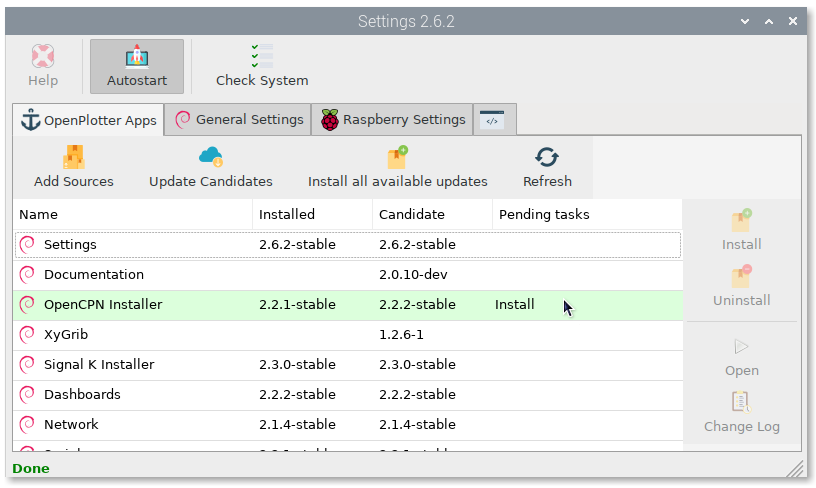 Settings 2.6.2
Help Autostart Check System
OpenPlotter Apps General Settings Raspberry Settings </>
Add Sources Update Candidates Install all available updates Refresh
Name Installed Candidate Pending tasks
Settings 2.6.2-stable 2.6.2-stable
Documentation 2.0.10-dev
OpenCPN Installer 2.2.1-stable 2.2.2-stable Install
XyGrib 1.2.6-1
Signal K Installer 2.3.0-stable 2.3.0-stable
Dashboards 2.2.2-stable 2.2.2-stable
Network 2.1.4-stable 2.1.4-stable
Install
Uninstall
Open
Change Log
Done